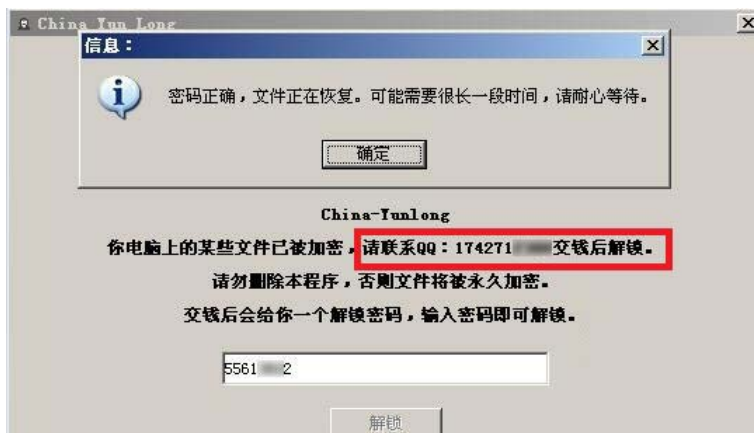 China Yun Long
信息：
密码正确，文件正在恢复。可能需要很长一段时间，请耐心等待。
确定
China-Yunlong
你电脑上的某些文件已被加密，请联系QQ：174271 交钱后解锁。
请勿删除本程序，否则文件将被永久加密。
交钱后会给你一个解锁密码，输入密码即可解锁。
5561 2
解锁